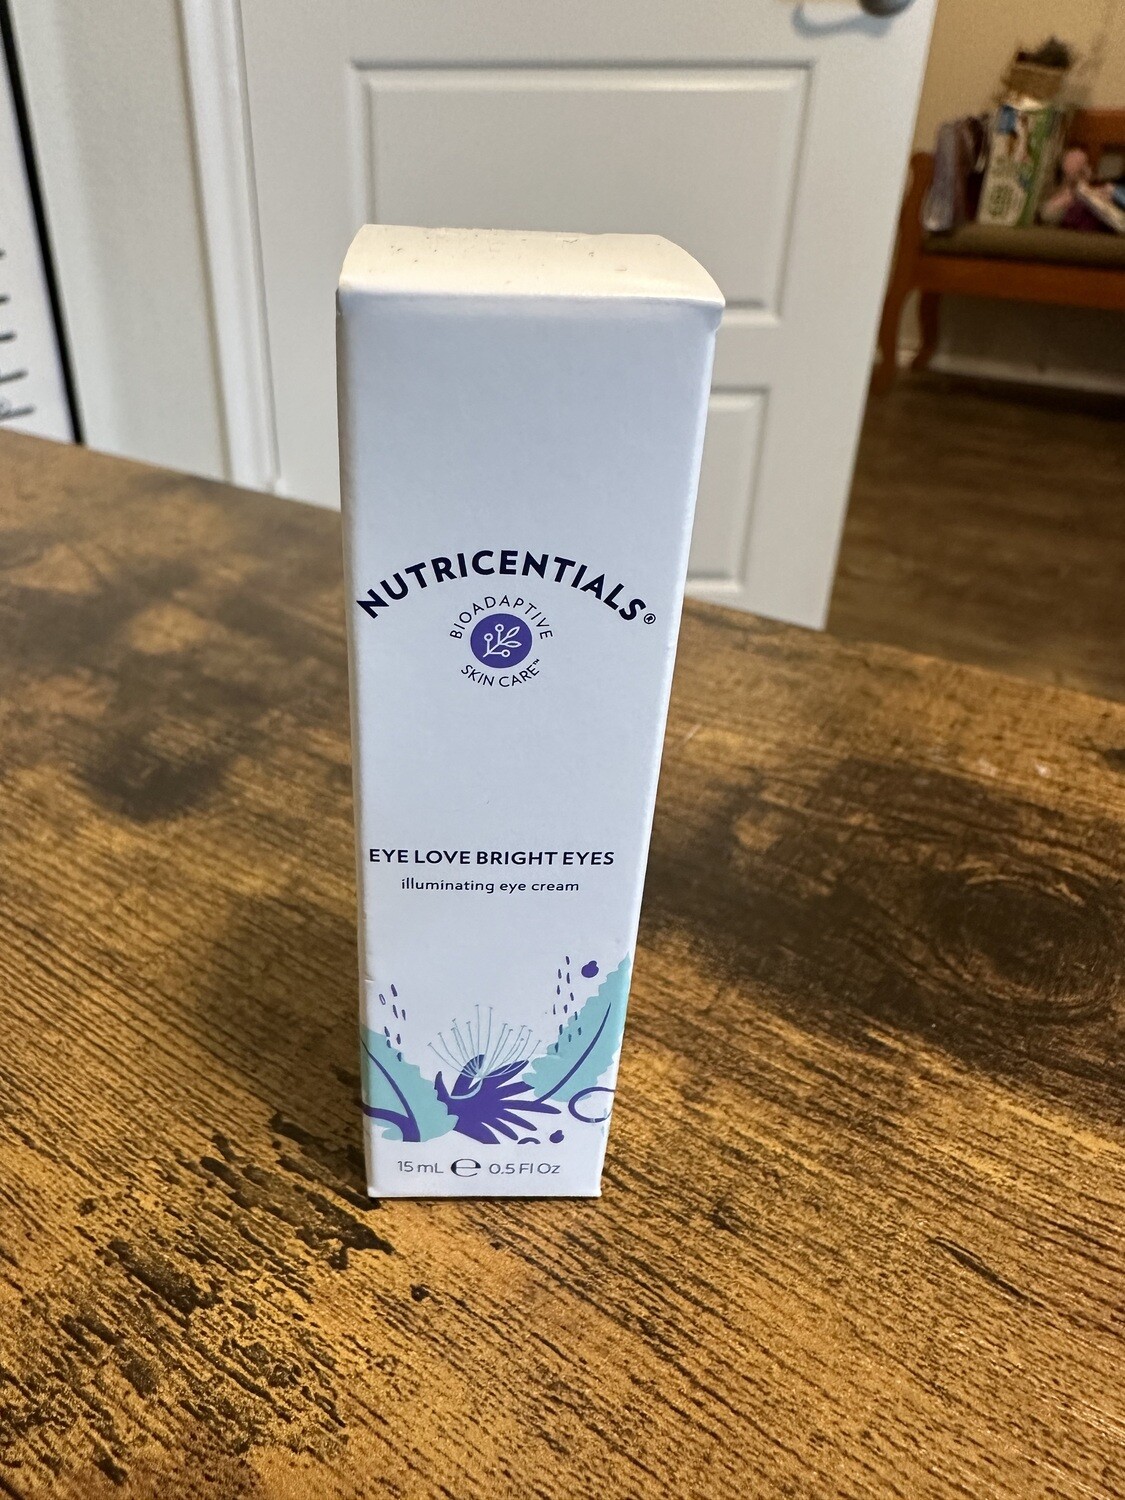 NUTRICENTIALS®
BIOADAPTIVE
SKIN CARE™
EYE LOVE BRIGHT EYES
illuminating eye cream
15 mL ℮ 0.5 Fl Oz